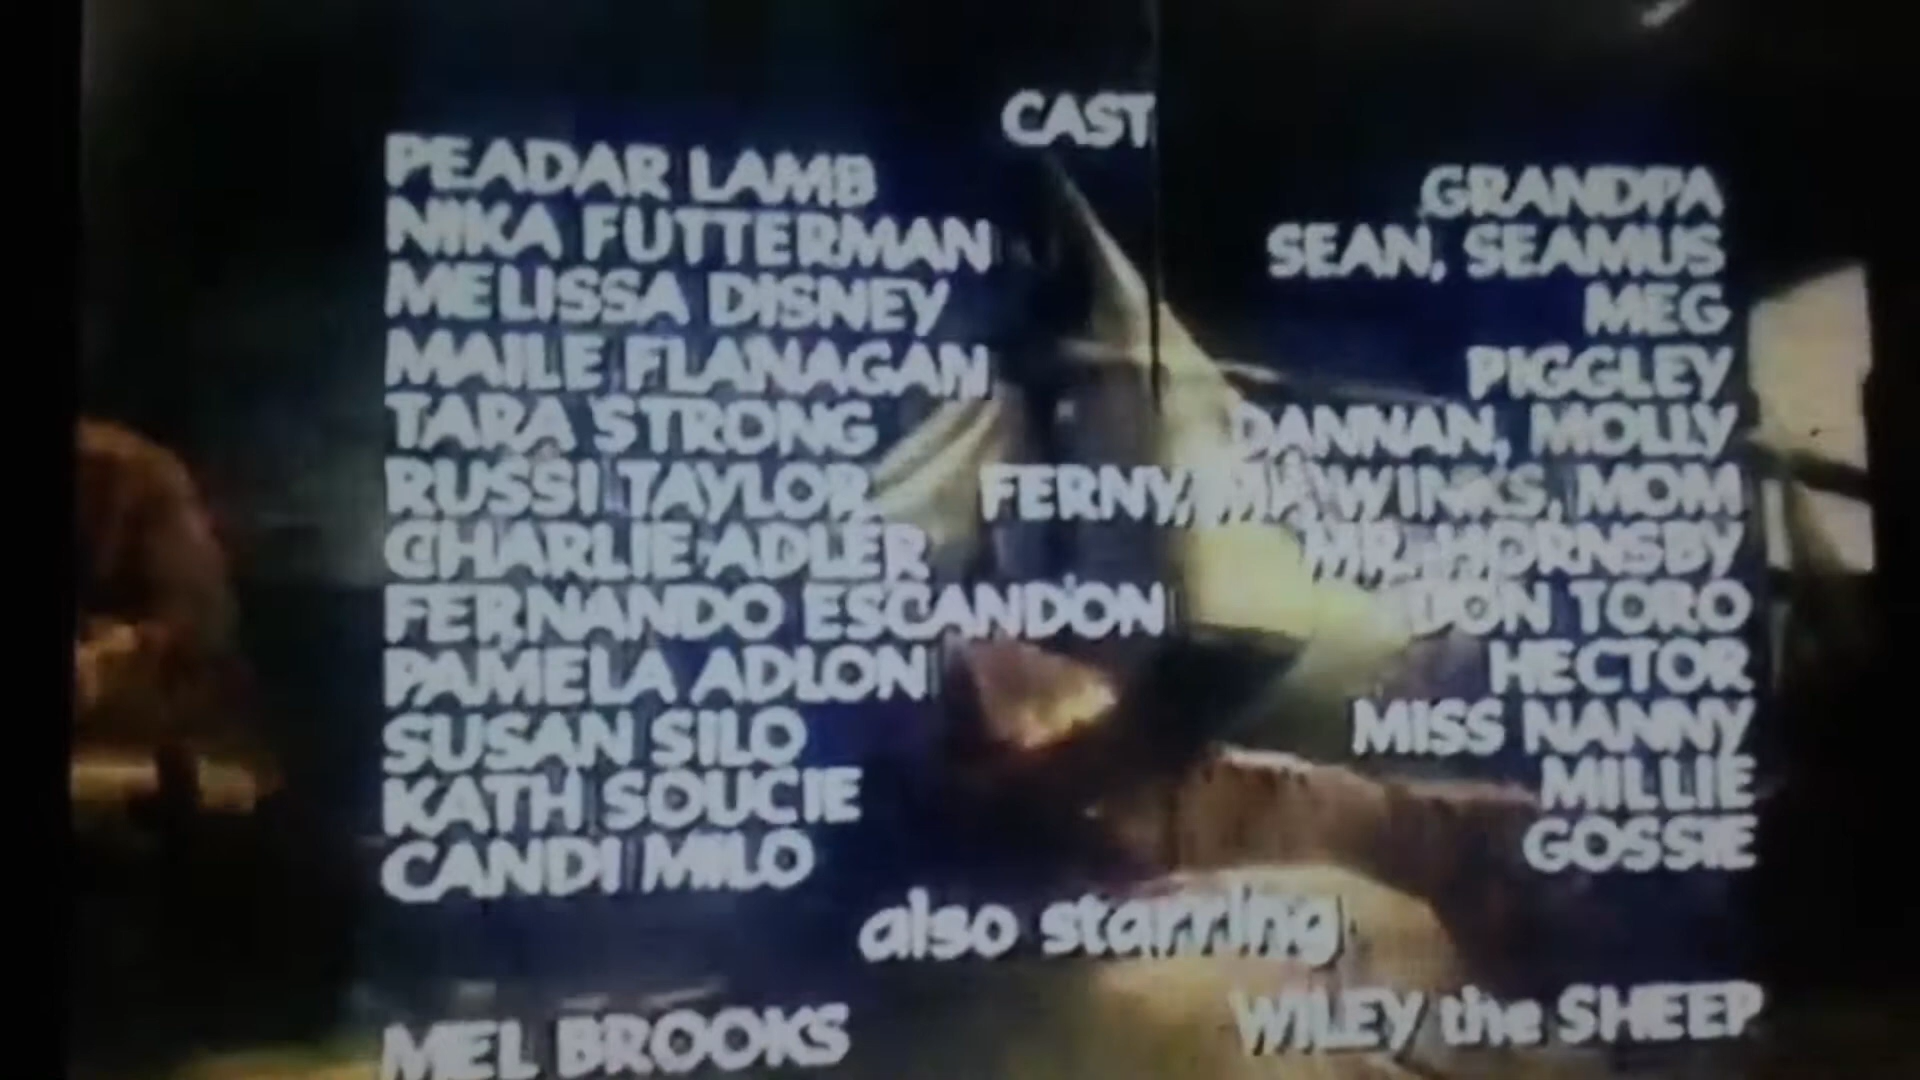 CAST
PEADAR LAMB GRANDPA
NIKA FUTTERMAN SEAN, SEAMUS
MELISSA DISNEY MEG
MAILE FLANAGAN PIGGLEY
TARA STRONG DANNAN, MOLLY
RUSSI TAYLOR FERNY, MAWINKS, MOM
CHARLIE ADLER MR. HORNSBY
FERNANDO ESCANDON DON TORO
PAMELA ADLON HECTOR
SUSAN SILO MISS NANNY
KATH SOUCIE MILLIE
CANDI MILO GOSSIE
also starring
MEL BROOKS WILEY the SHEEP